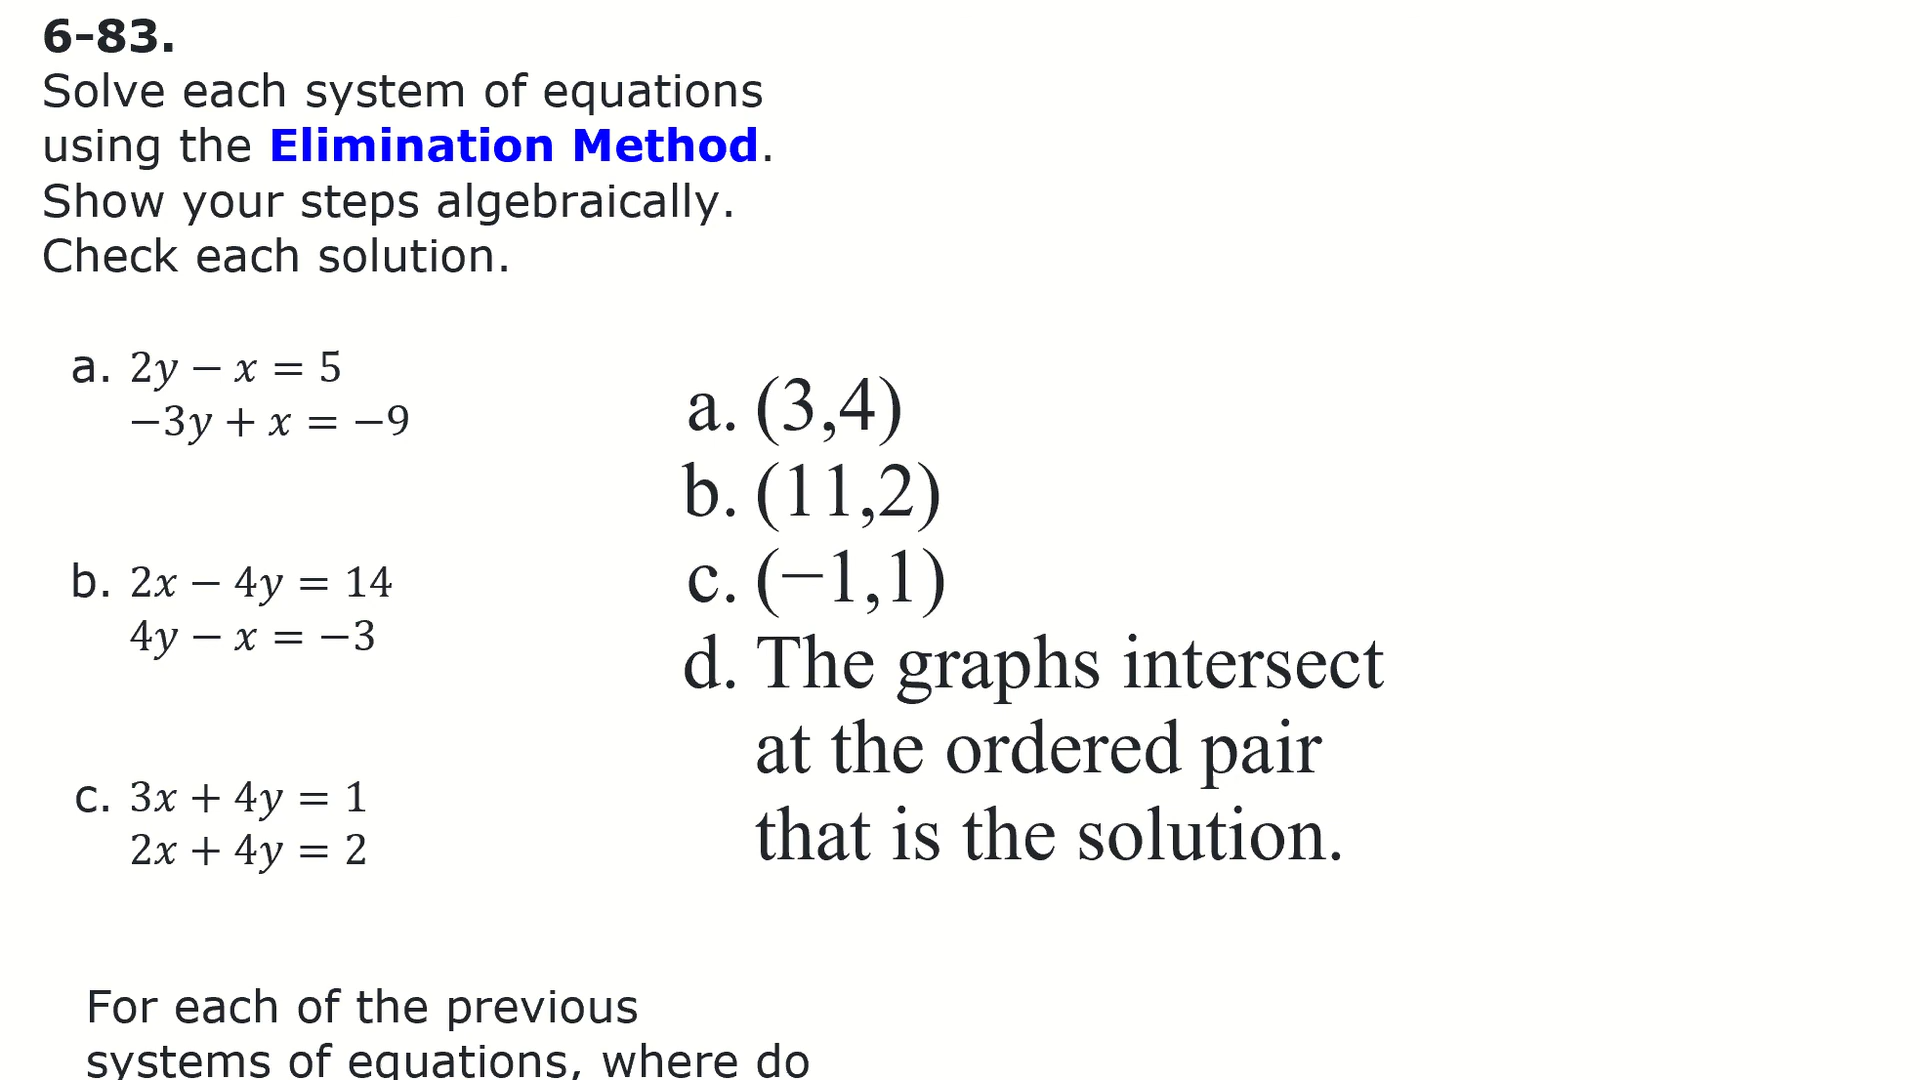 6-83.
Solve each system of equations
using the Elimination Method.
Show your steps algebraically.
Check each solution.
a. 2y − x = 5
−3y + x = −9
b. 2x − 4y = 14
4y − x = −3
c. 3x + 4y = 1
2x + 4y = 2
For each of the previous
systems of equations, where do
a. (3,4)
b. (11,2)
c. (−1,1)
d. The graphs intersect
at the ordered pair
that is the solution.